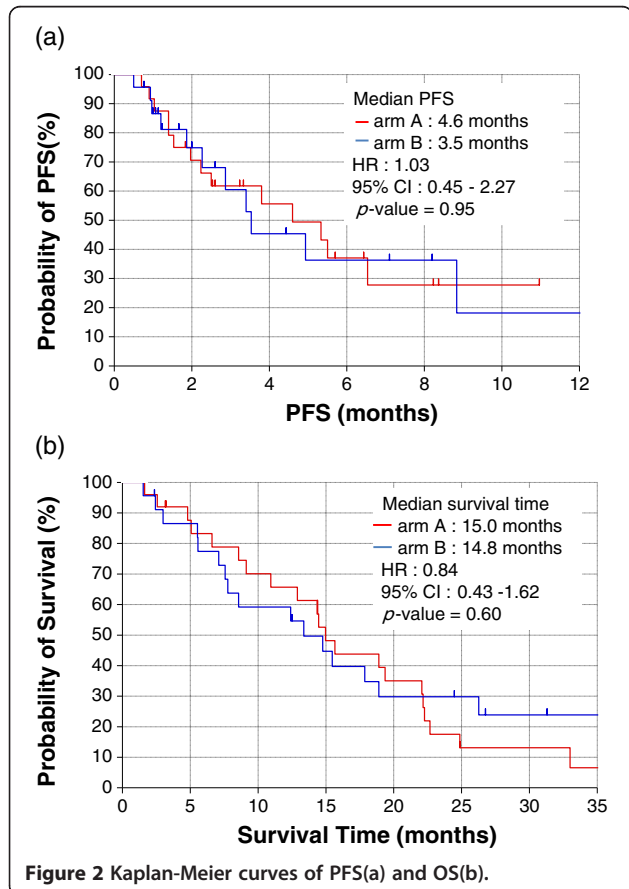 (a)
Probability of PFS(%)
100
90
80
70
60
50
40
30
20
10
0
Median PFS
arm A : 4.6 months
arm B : 3.5 months
HR : 1.03
95% CI : 0.45 - 2.27
p-value = 0.95
0 2 4 6 8 10 12
PFS (months)
(b)
Probability of Survival (%)
100
90
80
70
60
50
40
30
20
10
0
Median survival time
arm A : 15.0 months
arm B : 14.8 months
HR : 0.84
95% CI : 0.43 -1.62
p-value = 0.60
0 5 10 15 20 25 30 35
Survival Time (months)
Figure 2 Kaplan-Meier curves of PFS(a) and OS(b).